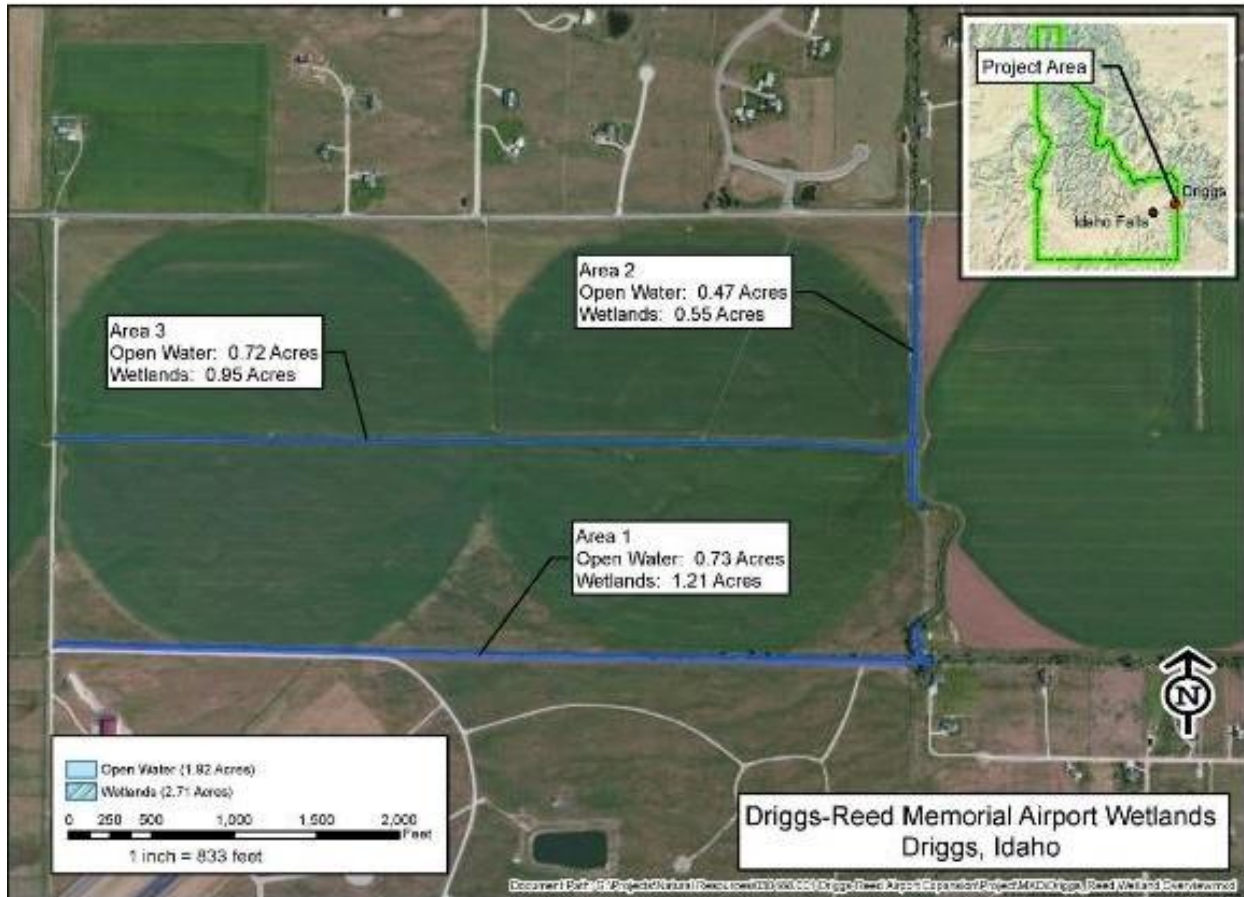 Project Area
Driggs
Idaho Falls
Area 2
Open Water: 0.47 Acres
Wetlands: 0.55 Acres
Area 3
Open Water: 0.72 Acres
Wetlands: 0.95 Acres
Area 1
Open Water: 0.73 Acres
Wetlands: 1.21 Acres
N
Open Water (1.92 Acres)
Wetlands (2.71 Acres)
0 250 500 1,000 1,500 2,000
Feet
1 inch = 833 feet
Driggs-Reed Memorial Airport Wetlands
Driggs, Idaho
Document Path: